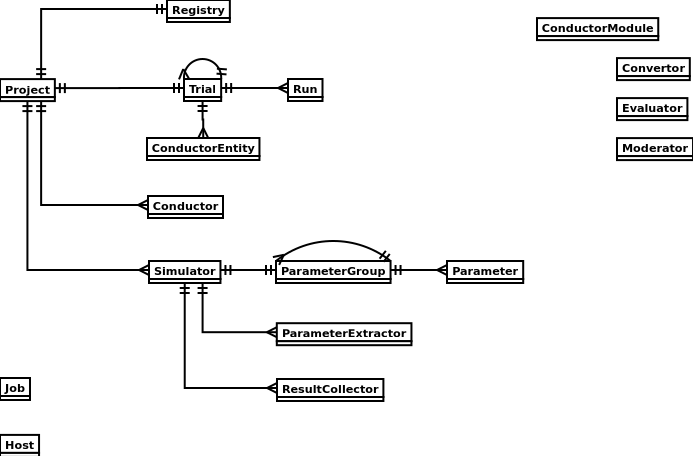 Registry
ConductorModule
Convertor
Project
Trial
Run
Evaluator
ConductorEntity
Moderator
Conductor
Simulator
ParameterGroup
Parameter
ParameterExtractor
Job
ResultCollector
Host